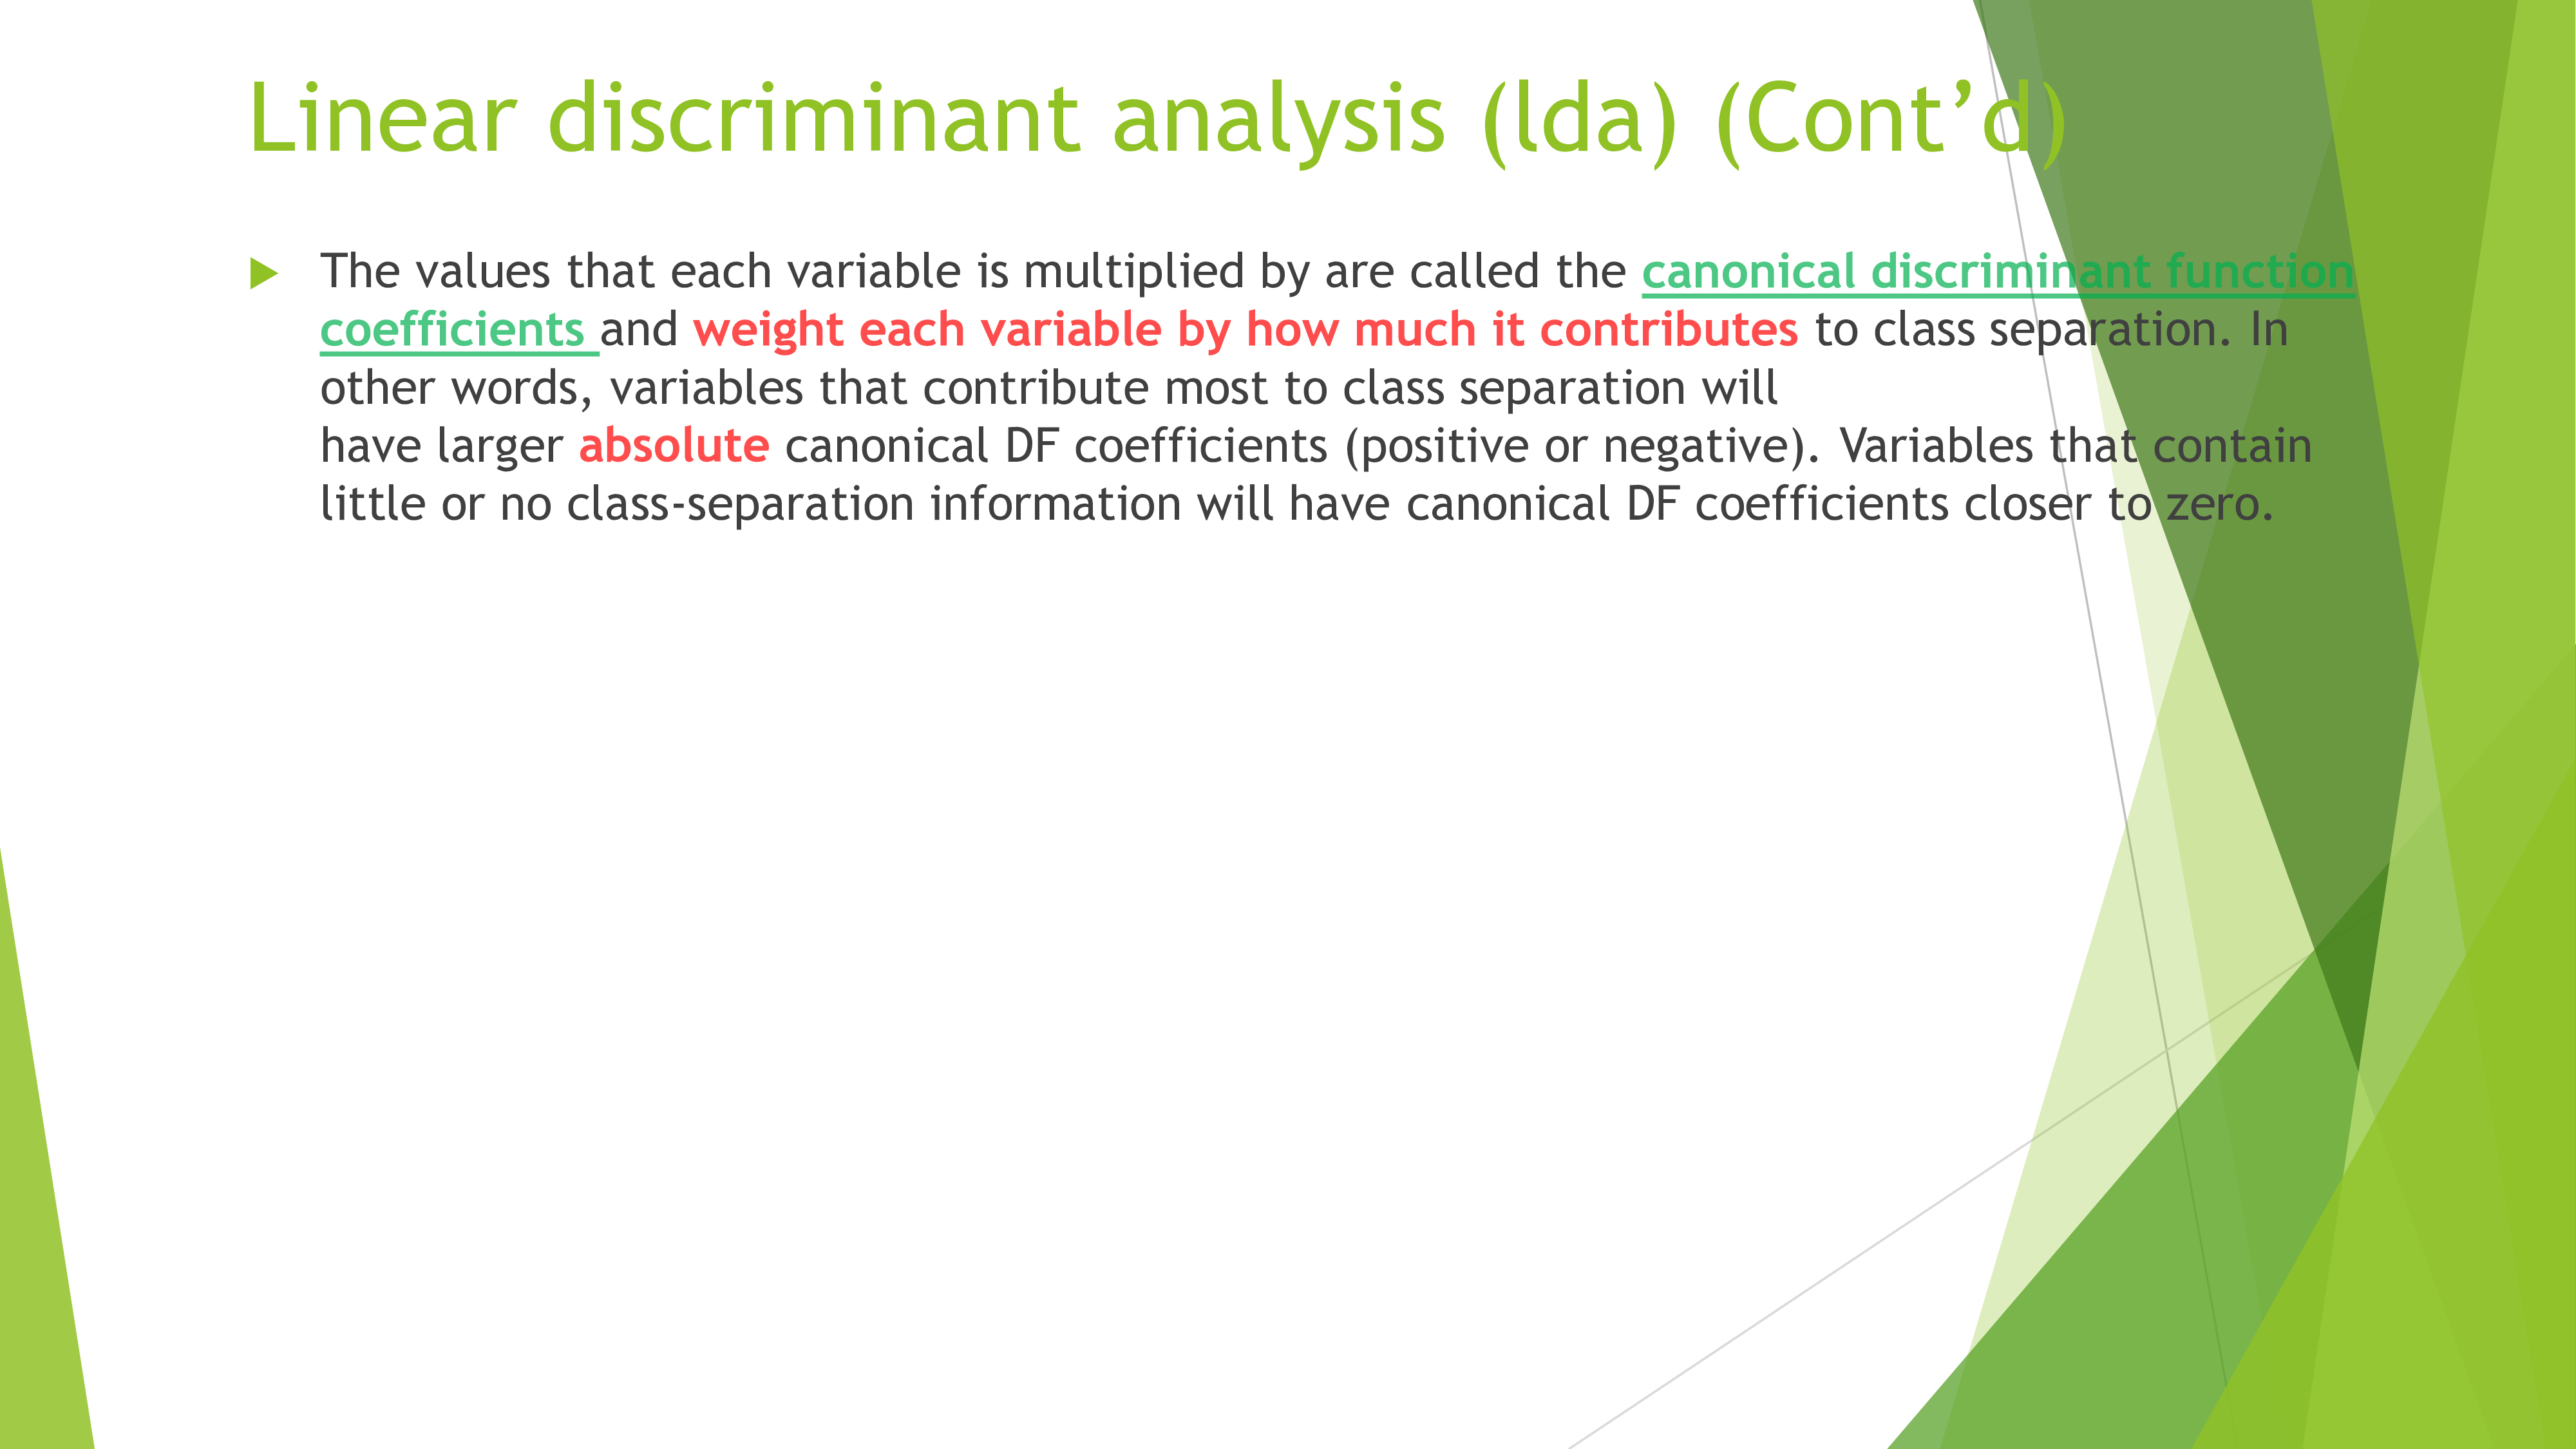 Linear discriminant analysis (lda) (Cont’d)
The values that each variable is multiplied by are called the canonical discriminant function
coefficients and weight each variable by how much it contributes to class separation. In
other words, variables that contribute most to class separation will
have larger absolute canonical DF coefficients (positive or negative). Variables that contain
little or no class-separation information will have canonical DF coefficients closer to zero.